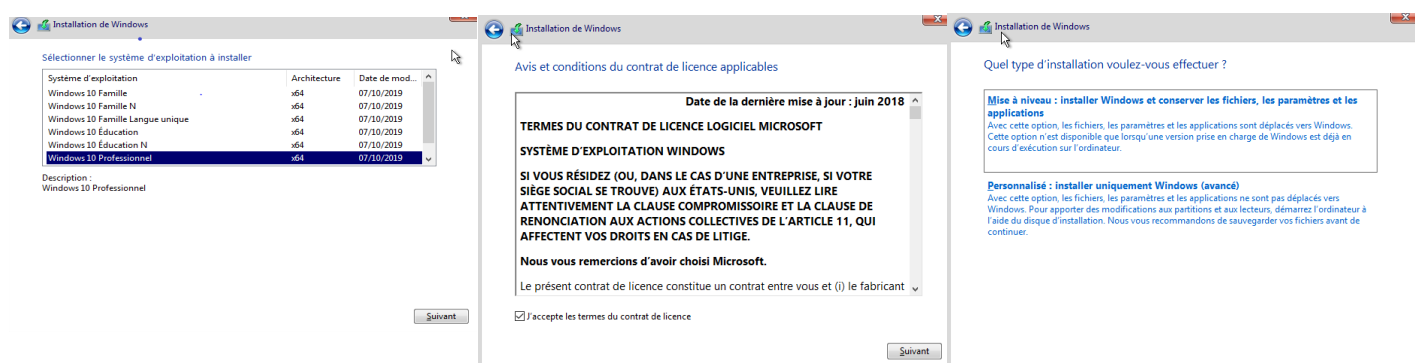 Installation de Windows
Sélectionner le système d'exploitation à installer
Système d'exploitation Architecture Date de mod...
Windows 10 Famille x64 07/10/2019
Windows 10 Famille N x64 07/10/2019
Windows 10 Famille Langue unique x64 07/10/2019
Windows 10 Éducation x64 07/10/2019
Windows 10 Éducation N x64 07/10/2019
Windows 10 Professionnel x64 07/10/2019
Description :
Windows 10 Professionnel
Suivant
Installation de Windows
Avis et conditions du contrat de licence applicables
Date de la dernière mise à jour : juin 2018
TERMES DU CONTRAT DE LICENCE LOGICIEL MICROSOFT
SYSTÈME D'EXPLOITATION WINDOWS
SI VOUS RÉSIDEZ (OU, DANS LE CAS D'UNE ENTREPRISE, SI VOTRE
SIÈGE SOCIAL SE TROUVE) AUX ÉTATS-UNIS, VEUILLEZ LIRE
ATTENTIVEMENT LA CLAUSE COMPROMISSOIRE ET LA CLAUSE DE
RENONCIATION AUX ACTIONS COLLECTIVES DE L'ARTICLE 11, QUI
AFFECTENT VOS DROITS EN CAS DE LITIGE.
Nous vous remercions d'avoir choisi Microsoft.
Le présent contrat de licence constitue un contrat entre vous et (i) le fabricant
J'accepte les termes du contrat de licence
Suivant
Installation de Windows
Quel type d'installation voulez-vous effectuer ?
Mise à niveau : installer Windows et conserver les fichiers, les paramètres et les
applications
Avec cette option, les fichiers, les paramètres et les applications sont déplacés vers Windows.
Cette option n'est disponible que lorsqu'une version prise en charge de Windows est déjà en
cours d'exécution sur l'ordinateur.
Personnalisé : installer uniquement Windows (avancé)
Avec cette option, les fichiers, les paramètres et les applications ne sont pas déplacés vers
Windows. Pour apporter des modifications aux partitions et aux lecteurs, démarrez l'ordinateur à
l'aide du disque d'installation. Nous vous recommandons de sauvegarder vos fichiers avant de
continuer.